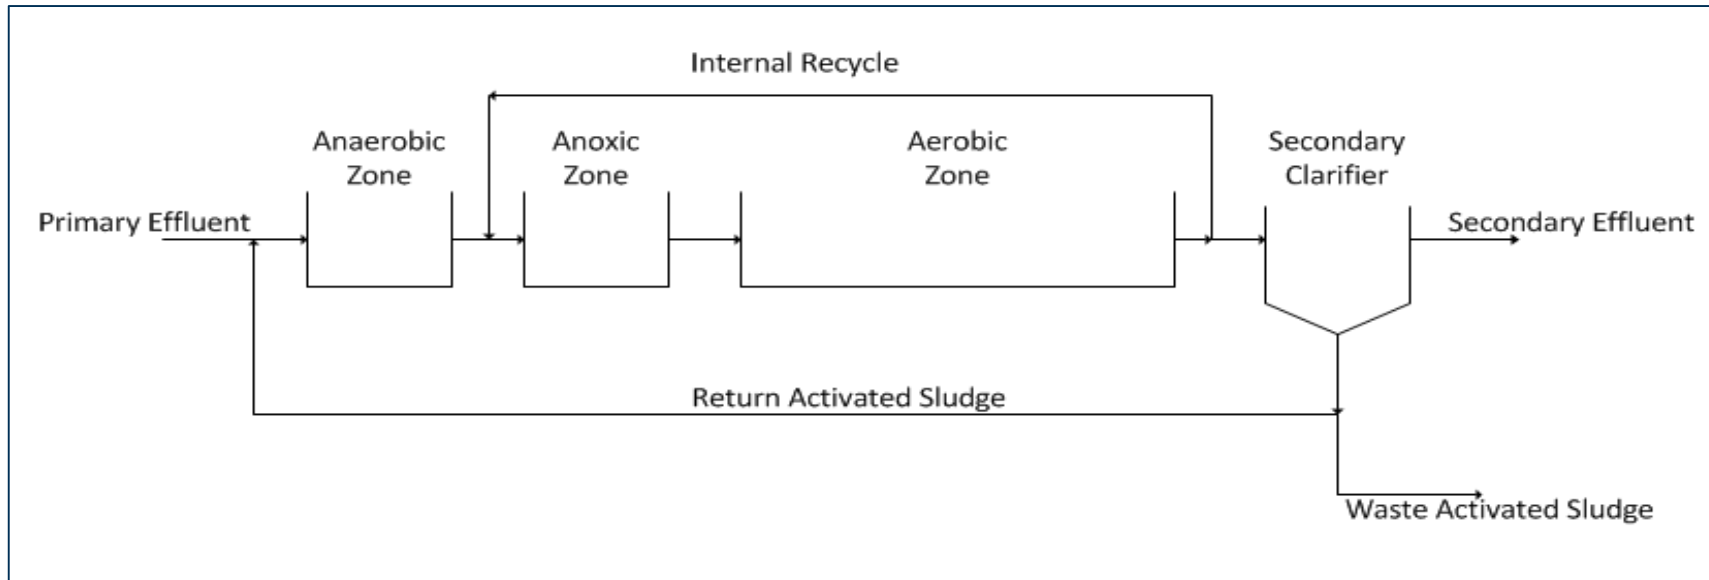 Internal Recycle
Anaerobic
Zone
Anoxic
Zone
Aerobic
Zone
Secondary
Clarifier
Primary Effluent
Secondary Effluent
Return Activated Sludge
Waste Activated Sludge